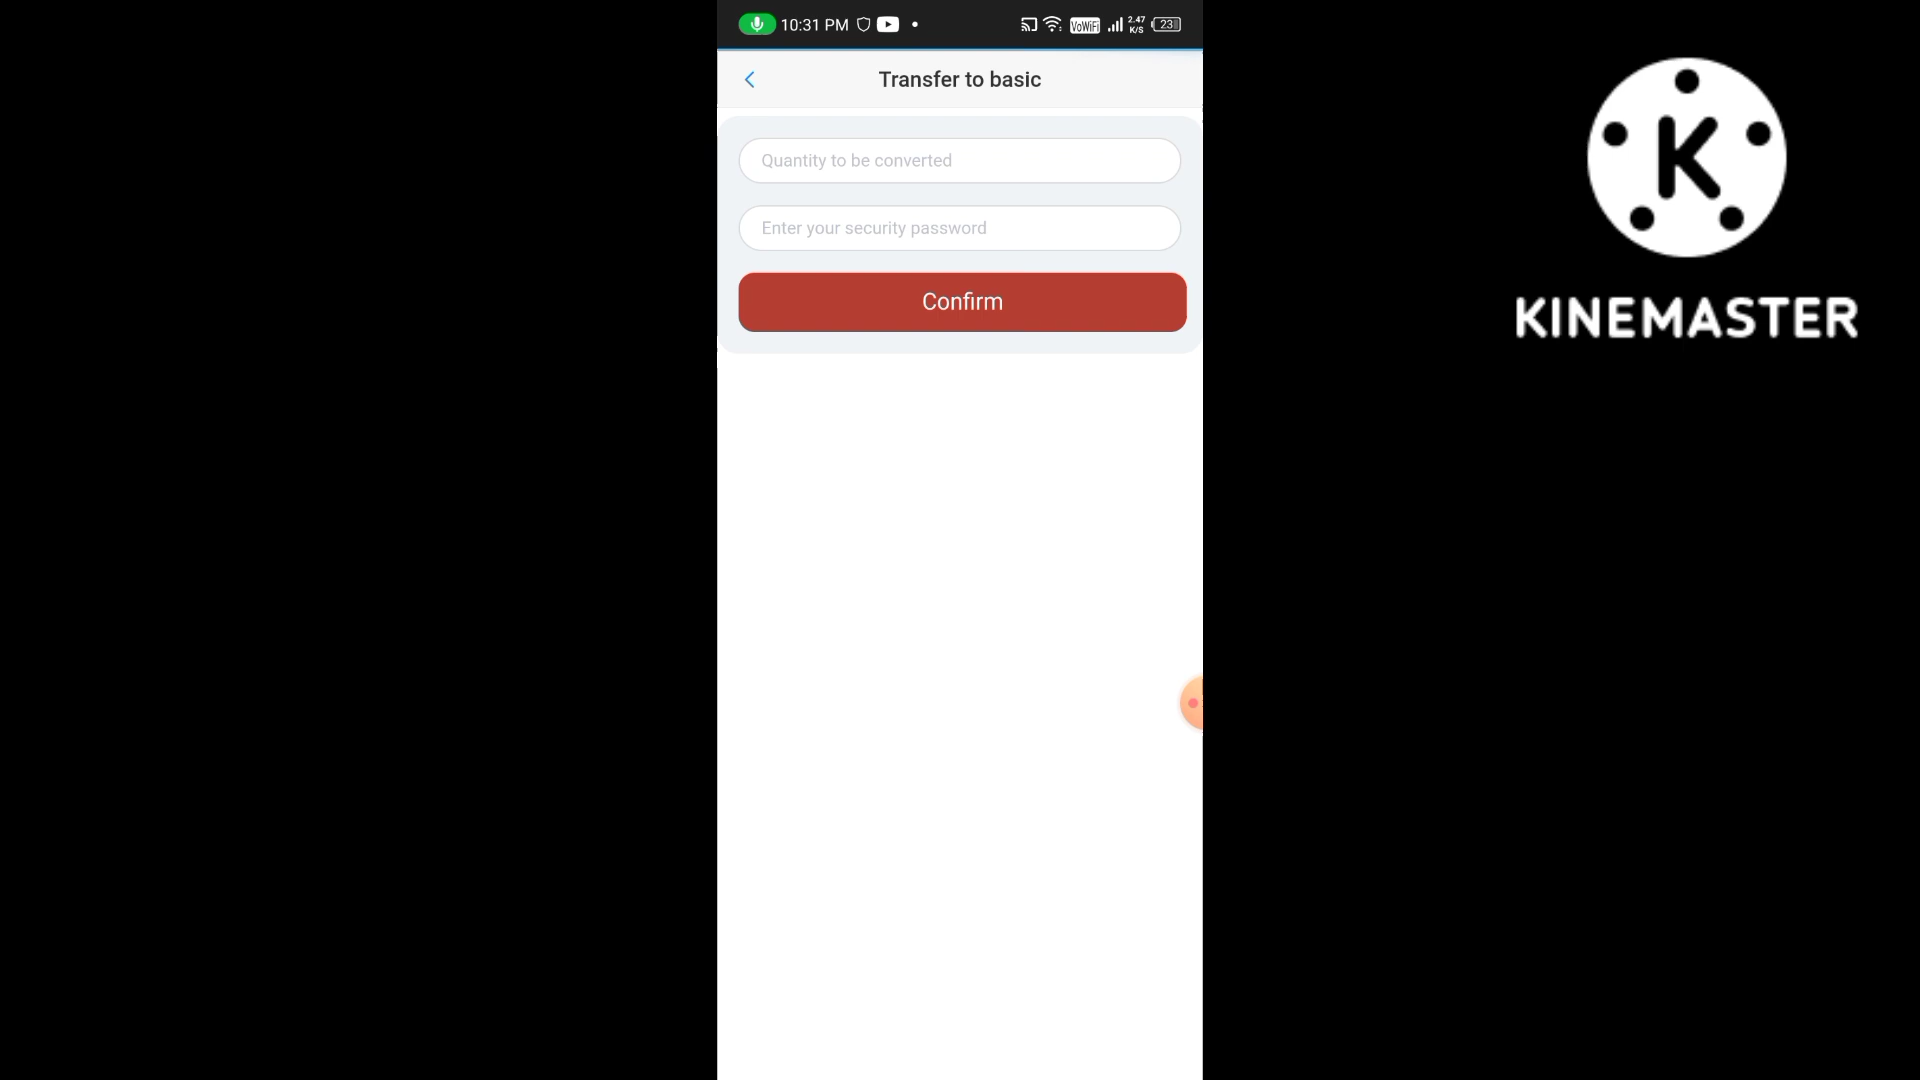 10:31 PM
VoWiFi
2.47
K/S
23
Transfer to basic
Quantity to be converted
Enter your security password
Confirm
K
KINEMASTER